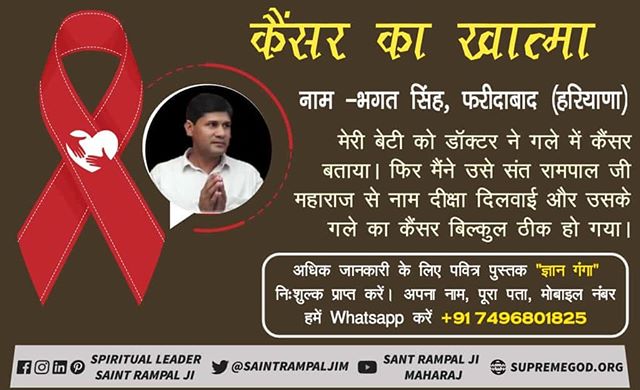 कैंसर का खात्मा
नाम -भगत सिंह, फरीदाबाद (हरियाणा)
मेरी बेटी को डॉक्टर ने गले में कैंसर
बताया। फिर मैंने उसे संत रामपाल जी
महाराज से नाम दीक्षा दिलवाई और उसके
गले का कैंसर बिल्कुल ठीक हो गया।
अधिक जानकारी के लिए पवित्र पुस्तक "ज्ञान गंगा"
निःशुल्क प्राप्त करें। अपना नाम, पूरा पता, मोबाइल नंबर
हमें Whatsapp करें +91 7496801825
SPIRITUAL LEADER
SAINT RAMPAL JI
@SAINTRAMPALJIM
SANT RAMPAL JI
MAHARAJ
SUPREMEGOD.ORG